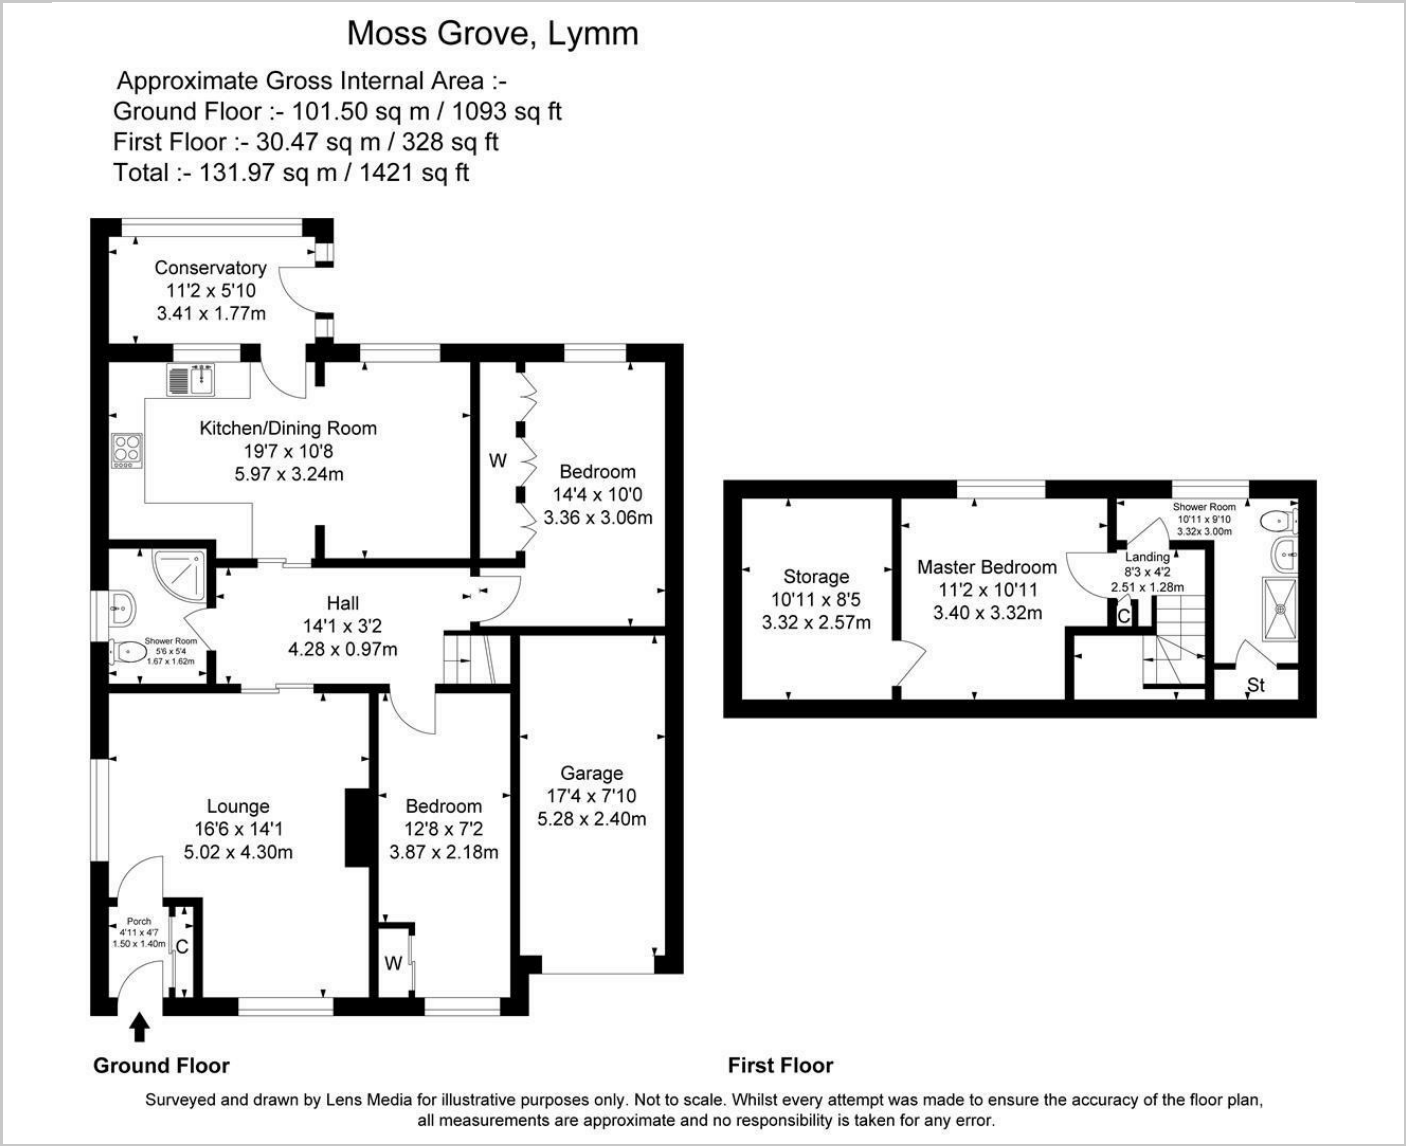 Moss Grove, Lymm
Approximate Gross Internal Area :-
Ground Floor :- 101.50 sq m / 1093 sq ft
First Floor :- 30.47 sq m / 328 sq ft
Total :- 131.97 sq m / 1421 sq ft
Conservatory
11'2 x 5'10
3.41 x 1.77m
Kitchen/Dining Room
19'7 x 10'8
5.97 x 3.24m
W
Bedroom
14'4 x 10'0
3.36 x 3.06m
Hall
14'1 x 3'2
4.28 x 0.97m
Shower Room
5'6 x 5'4
1.67 x 1.62m
Lounge
16'6 x 14'1
5.02 x 4.30m
Bedroom
12'8 x 7'2
3.87 x 2.18m
Garage
17'4 x 7'10
5.28 x 2.40m
Porch
4'11 x 4'7
1.50 x 1.40m
C
W
Ground Floor
Storage
10'11 x 8'5
3.32 x 2.57m
Master Bedroom
11'2 x 10'11
3.40 x 3.32m
Shower Room
10'11 x 9'10
3.32x 3.00m
Landing
8'3 x 4'2
2.51 x 1.28m
C
St
First Floor
Surveyed and drawn by Lens Media for illustrative purposes only. Not to scale. Whilst every attempt was made to ensure the accuracy of the floor plan,
all measurements are approximate and no responsibility is taken for any error.